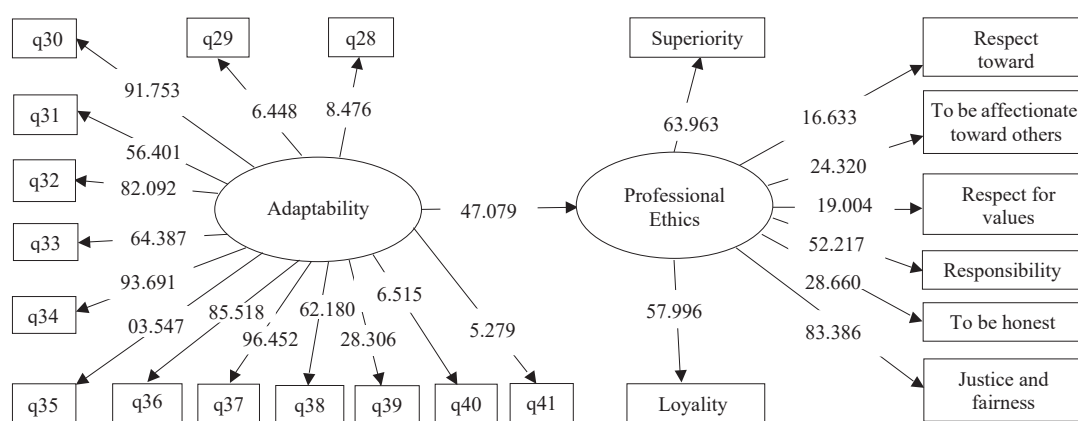 q30
q29
q28
Superiority
Respect
toward
91.753
6.448
8.476
63.963
16.633
q31
To be affectionate
toward others
56.401
24.320
q32
82.092
Adaptability
47.079
Professional
Ethics
19.004
Respect for
values
q33
64.387
52.217
Responsibility
q34
93.691
28.660
To be honest
03.547
85.518
96.452
62.180
28.306
6.515
5.279
57.996
83.386
q35
q36
q37
q38
q39
q40
q41
Loyality
Justice and
fairness